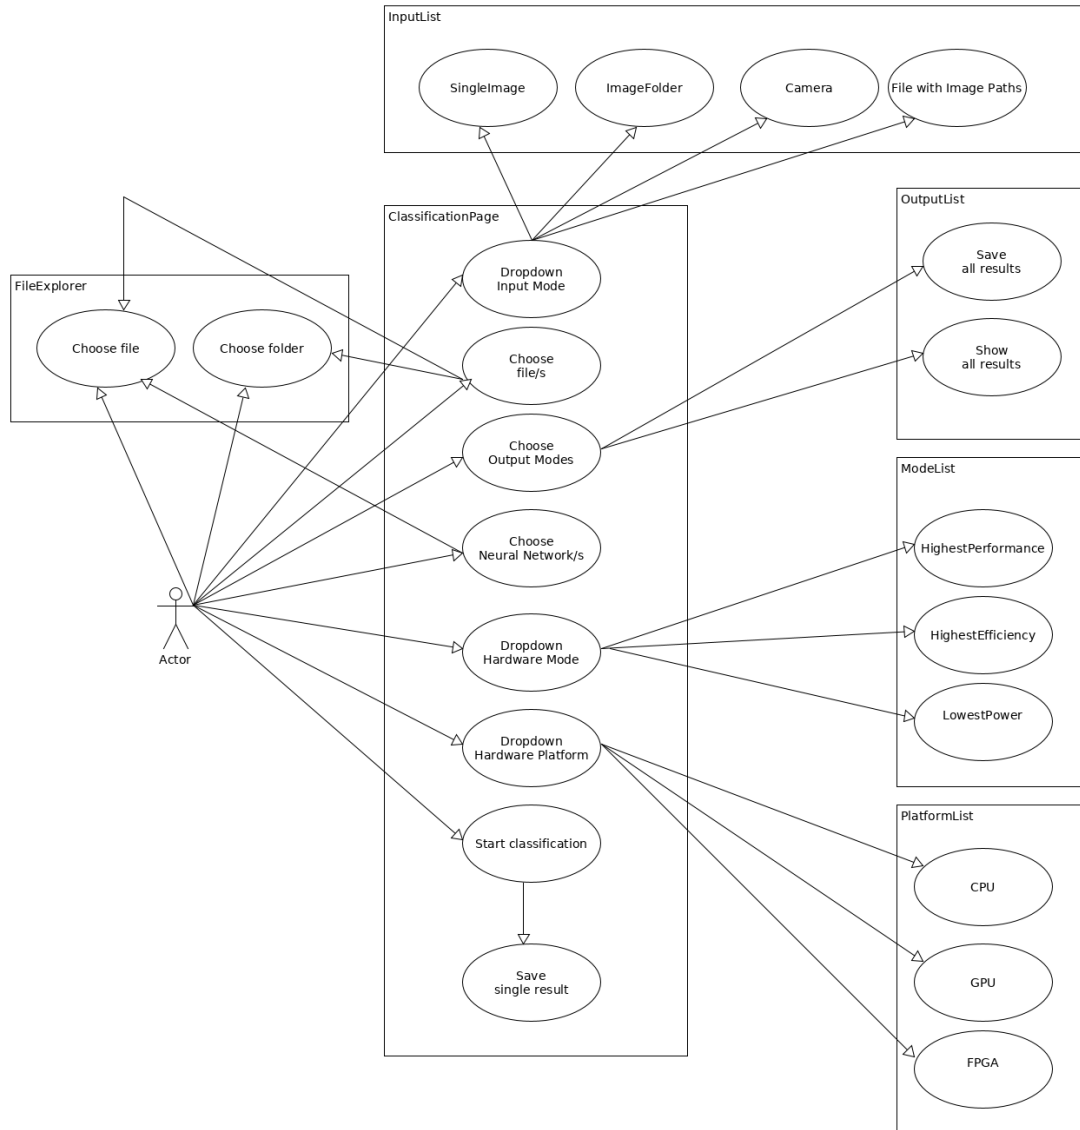 InputList
SingleImage
ImageFolder
Camera
File with Image Paths
OutputList
Save
all results
Show
all results
ClassificationPage
Dropdown
Input Mode
Choose
file/s
Choose
Output Modes
Choose
Neural Network/s
Dropdown
Hardware Mode
Dropdown
Hardware Platform
Start classification
Save
single result
FileExplorer
Choose file
Choose folder
Actor
ModeList
HighestPerformance
HighestEfficiency
LowestPower
PlatformList
CPU
GPU
FPGA